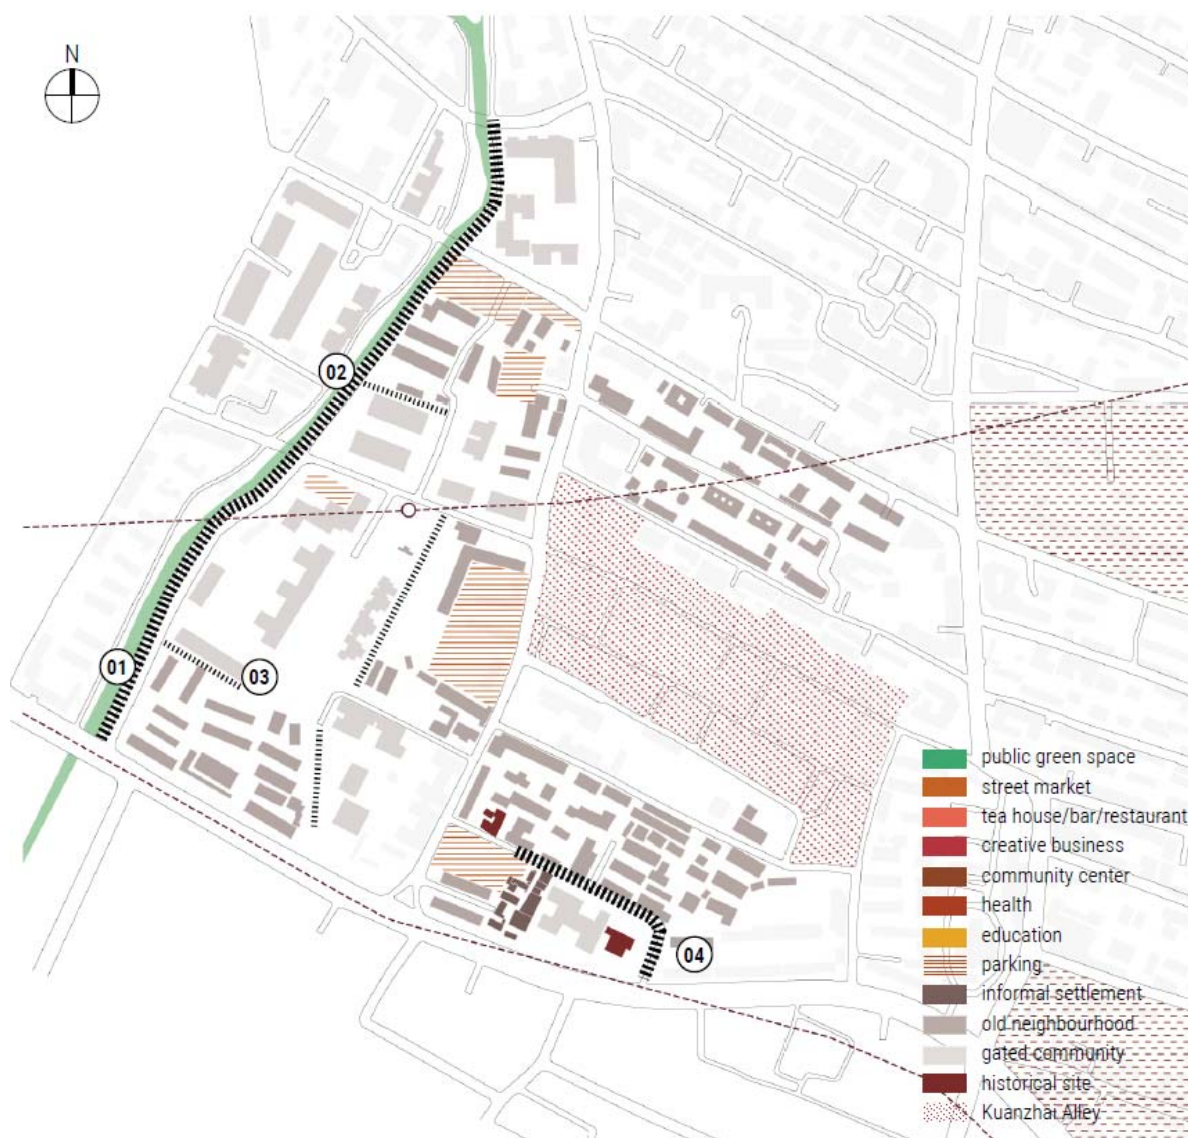 N
02
01
03
04
public green space
street market
tea house/bar/restaurant
creative business
community center
health
education
parking
informal settlement
old neighbourhood
gated community
historical site
Kuanzhai Alley